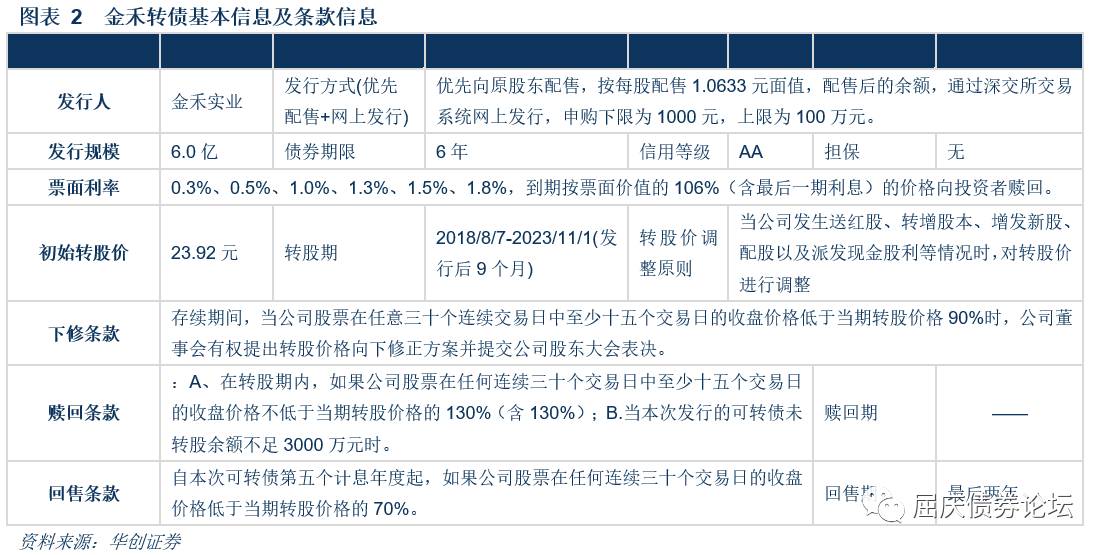 图表 2 金禾转债基本信息及条款信息
发行人
金禾实业
发行方式(优先
配售+网上发行)
优先向原股东配售，按每股配售 1.0633 元面值，配售后的余额，通过深交所交易
系统网上发行，申购下限为 1000 元，上限为 100 万元。
发行规模
6.0 亿
债券期限
6 年
信用等级
AA
担保
无
票面利率
0.3%、0.5%、1.0%、1.3%、1.5%、1.8%，到期按票面价值的 106%（含最后一期利息）的价格向投资者赎回。
初始转股价
23.92 元
转股期
2018/8/7-2023/11/1(发
行后 9 个月)
转股价调
整原则
当公司发生送红股、转增股本、增发新股、
配股以及派发现金股利等情况时，对转股价
进行调整
下修条款
存续期间，当公司股票在任意三十个连续交易日中至少十五个交易日的收盘价格低于当期转股价格 90%时，公司董
事会有权提出转股价格向下修正方案并提交公司股东大会表决。
赎回条款
：A、在转股期内，如果公司股票在任何连续三十个交易日中至少十五个交易日
的收盘价格不低于当期转股价格的 130%（含 130%）；B.当本次发行的可转债未
转股余额不足 3000 万元时。
赎回期
——
回售条款
自本次可转债第五个计息年度起，如果公司股票在任何连续三十个交易日的收盘
价格低于当期转股价格的 70%。
回售期
最后两年
屈庆债券论坛
资料来源：华创证券